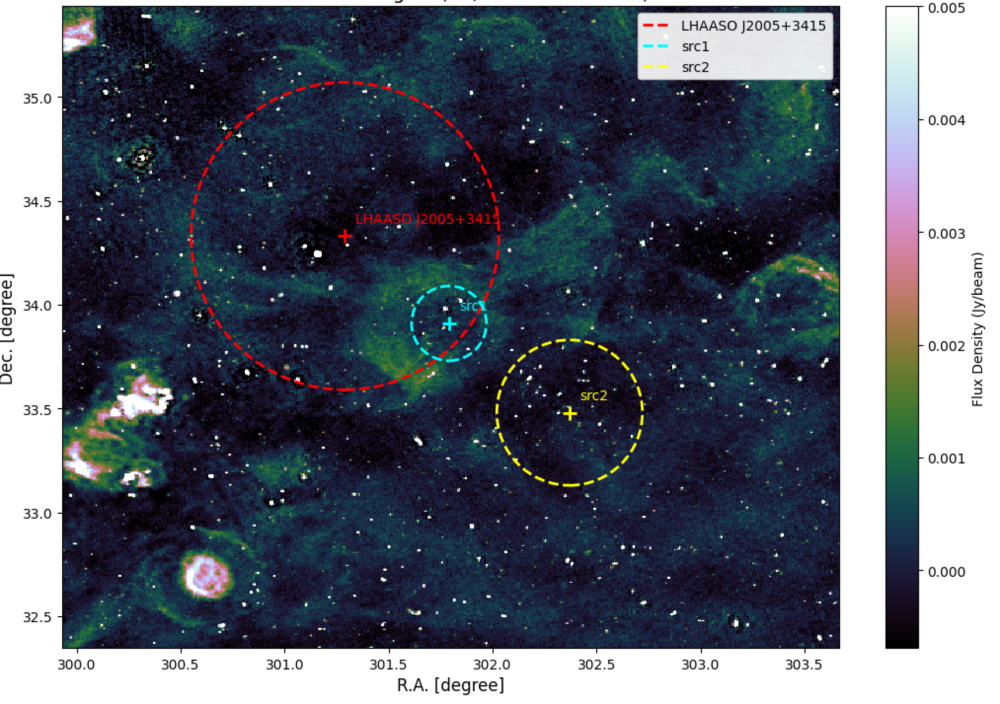 LHAASO J2005+3415
src1
src2
0.005
0.004
0.003
0.002
0.001
0.000
Flux Density (Jy/beam)
35.0
34.5
34.0
33.5
33.0
32.5
Dec. [degree]
LHAASO J2005+3415
src1
src2
300.0 300.5 301.0 301.5 302.0 302.5 303.0 303.5
R.A. [degree]